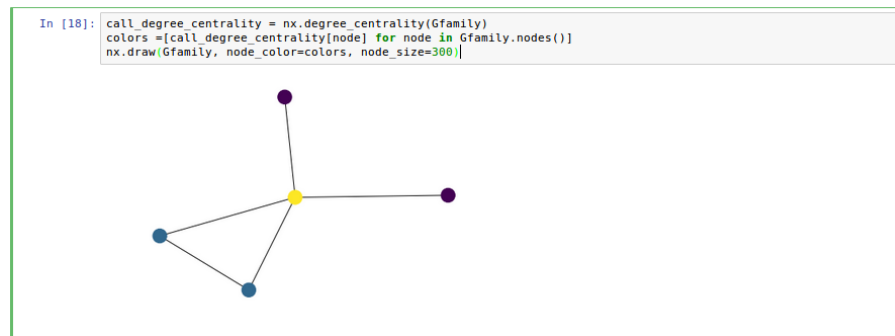 In [18]: call_degree_centrality = nx.degree_centrality(Gfamily)
colors =[call_degree_centrality[node] for node in Gfamily.nodes()]
nx.draw(Gfamily, node_color=colors, node_size=300)